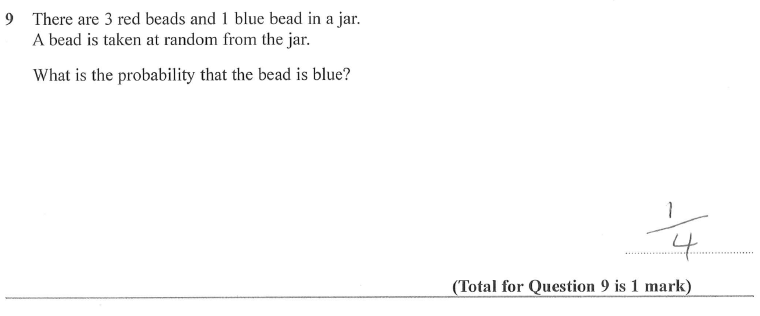 9 There are 3 red beads and 1 blue bead in a jar.
A bead is taken at random from the jar.
What is the probability that the bead is blue?
1/4
(Total for Question 9 is 1 mark)